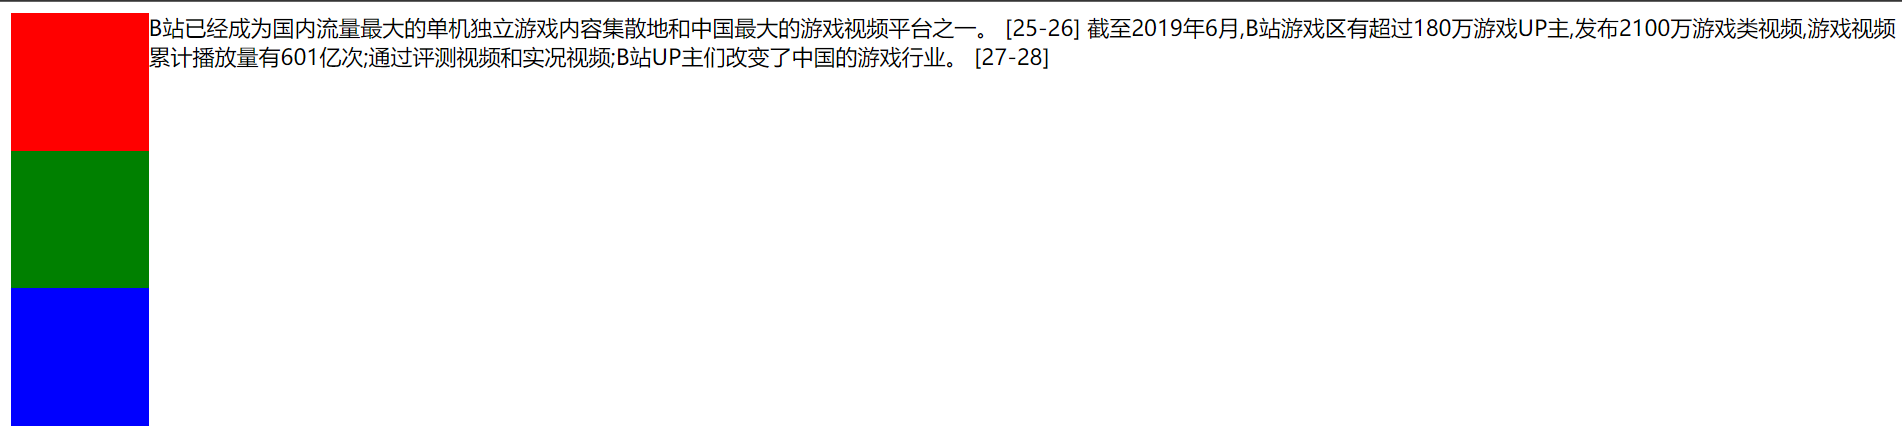 B站已经成为国内流量最大的单机独立游戏内容集散地和中国最大的游戏视频平台之一。 [25-26] 截至2019年6月,B站游戏区有超过180万游戏UP主,发布2100万游戏类视频,游戏视频
累计播放量有601亿次;通过评测视频和实况视频;B站UP主们改变了中国的游戏行业。 [27-28]